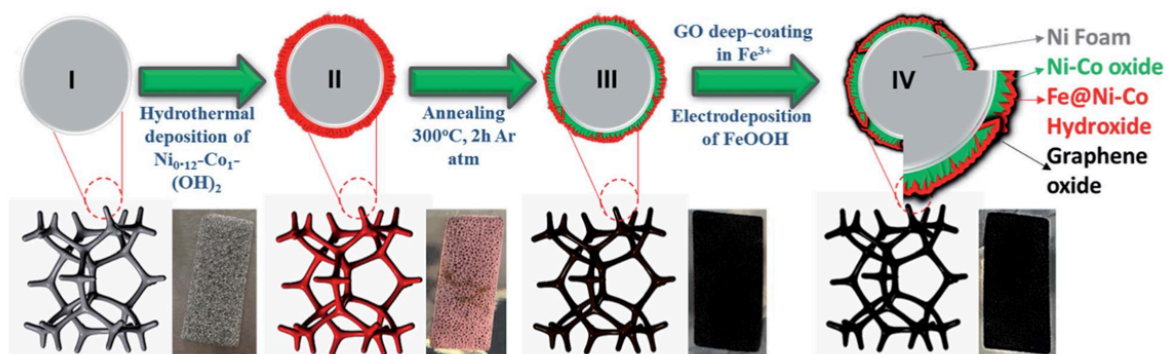 I
Hydrothermal
deposition of
Ni0.12-Co1-
(OH)2
II
Annealing
300°C, 2h Ar
atm
III
GO deep-coating
in Fe3+
Electrodeposition
of FeOOH
IV
Ni Foam
Ni-Co oxide
Fe@Ni-Co
Hydroxide
Graphene
oxide